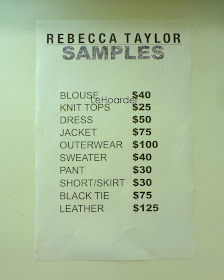 REBECCA TAYLOR
SAMPLES
BLOUSE $40
LeHoarder
KNIT TOPS $25
DRESS $50
JACKET $75
OUTERWEAR $100
SWEATER $40
PANT $30
SHORT/SKIRT $30
BLACK TIE $75
LEATHER $125